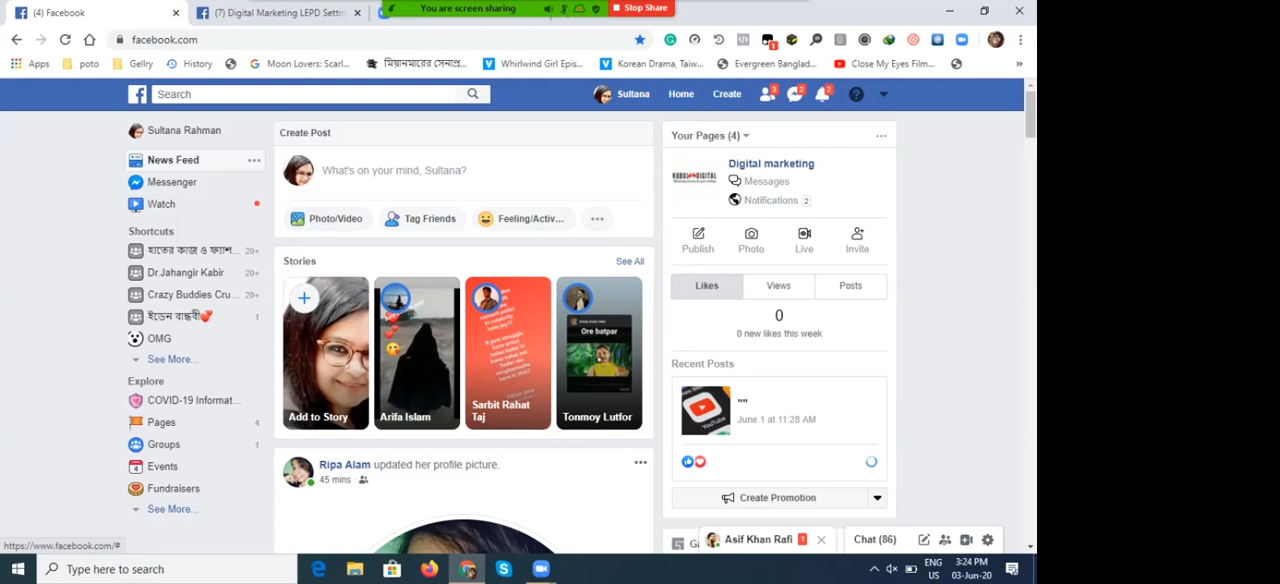 (4) Facebook
(7) Digital Marketing LEPD Settin
You are screen sharing
Stop Share
facebook.com
Apps
poto
Gellry
History
Moon Lovers: Scarl...
মিয়ানমারের সেনাপ্র...
Whirlwind Girl Epis...
Korean Drama, Taiw...
Evergreen Banglad...
Close My Eyes Film...
»
Search
Sultana
Home
Create
3
2
2
Sultana Rahman
News Feed
Messenger
Watch
Shortcuts
হাতের কাজ ও ফ্যাশ... 20+
Dr.Jahangir Kabir 20+
Crazy Buddies Cru... 20+
ইডেন বান্ধবী💕 1
OMG
See More...
Explore
COVID-19 Informat...
Pages 4
Groups 1
Events
Fundraisers
See More...
Create Post
What's on your mind, Sultana?
Photo/Video
Tag Friends
Feeling/Activ...
Stories
See All
Add to Story
Arifa Islam
Sarbit Rahat
Taj
Ore batpar
Tonmoy Lutfor
Ripa Alam updated her profile picture.
45 mins
Your Pages (4)
Digital marketing
Messages
Notifications 2
Publish
Photo
Live
Invite
Likes
Views
Posts
0
0 new likes this week
Recent Posts
""
June 1 at 11:28 AM
YouTube
Create Promotion
Asif Khan Rafi 1
Chat (86)
https://www.facebook.com/#
Type here to search
ENG
US
3:24 PM
03-Jun-20